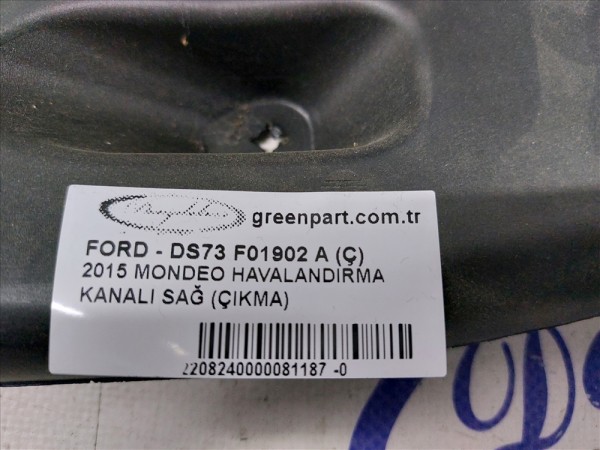 greenpart.com.tr
FORD - DS73 F01902 A (Ç)
2015 MONDEO HAVALANDIRMA
KANALI SAĞ (ÇIKMA)
2208240000081187 -0